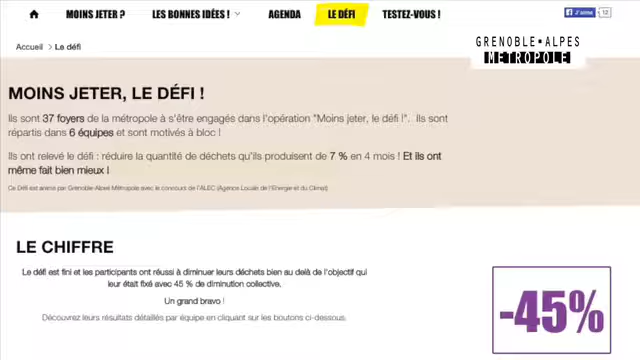 MOINS JETER ? LES BONNES IDÉES ! AGENDA LE DÉFI TESTEZ-VOUS ! J'aime 12
Accueil > Le défi
GRENOBLE-ALPES
MÉTROPOLE
MOINS JETER, LE DÉFI !
Ils sont 37 foyers de la métropole à s'être engagés dans l'opération "Moins jeter, le défi !". Ils sont
répartis dans 6 équipes et sont motivés à bloc !
Ils ont relevé le défi : réduire la quantité de déchets qu'ils produisent de 7 % en 4 mois ! Et ils ont
même fait bien mieux !
Ce Défi est animé par Grenoble-Alpes Métropole avec le concours de l'ALEC (Agence Locale de l'Energie et du Climat)
LE CHIFFRE
Le défi est fini et les participants ont réussi à diminuer leurs déchets bien au delà de l'objectif qui
leur était fixé avec 45 % de diminution collective.
Un grand bravo !
Découvrez leurs résultats détaillés par équipe en cliquant sur les boutons ci-dessous.
-45%